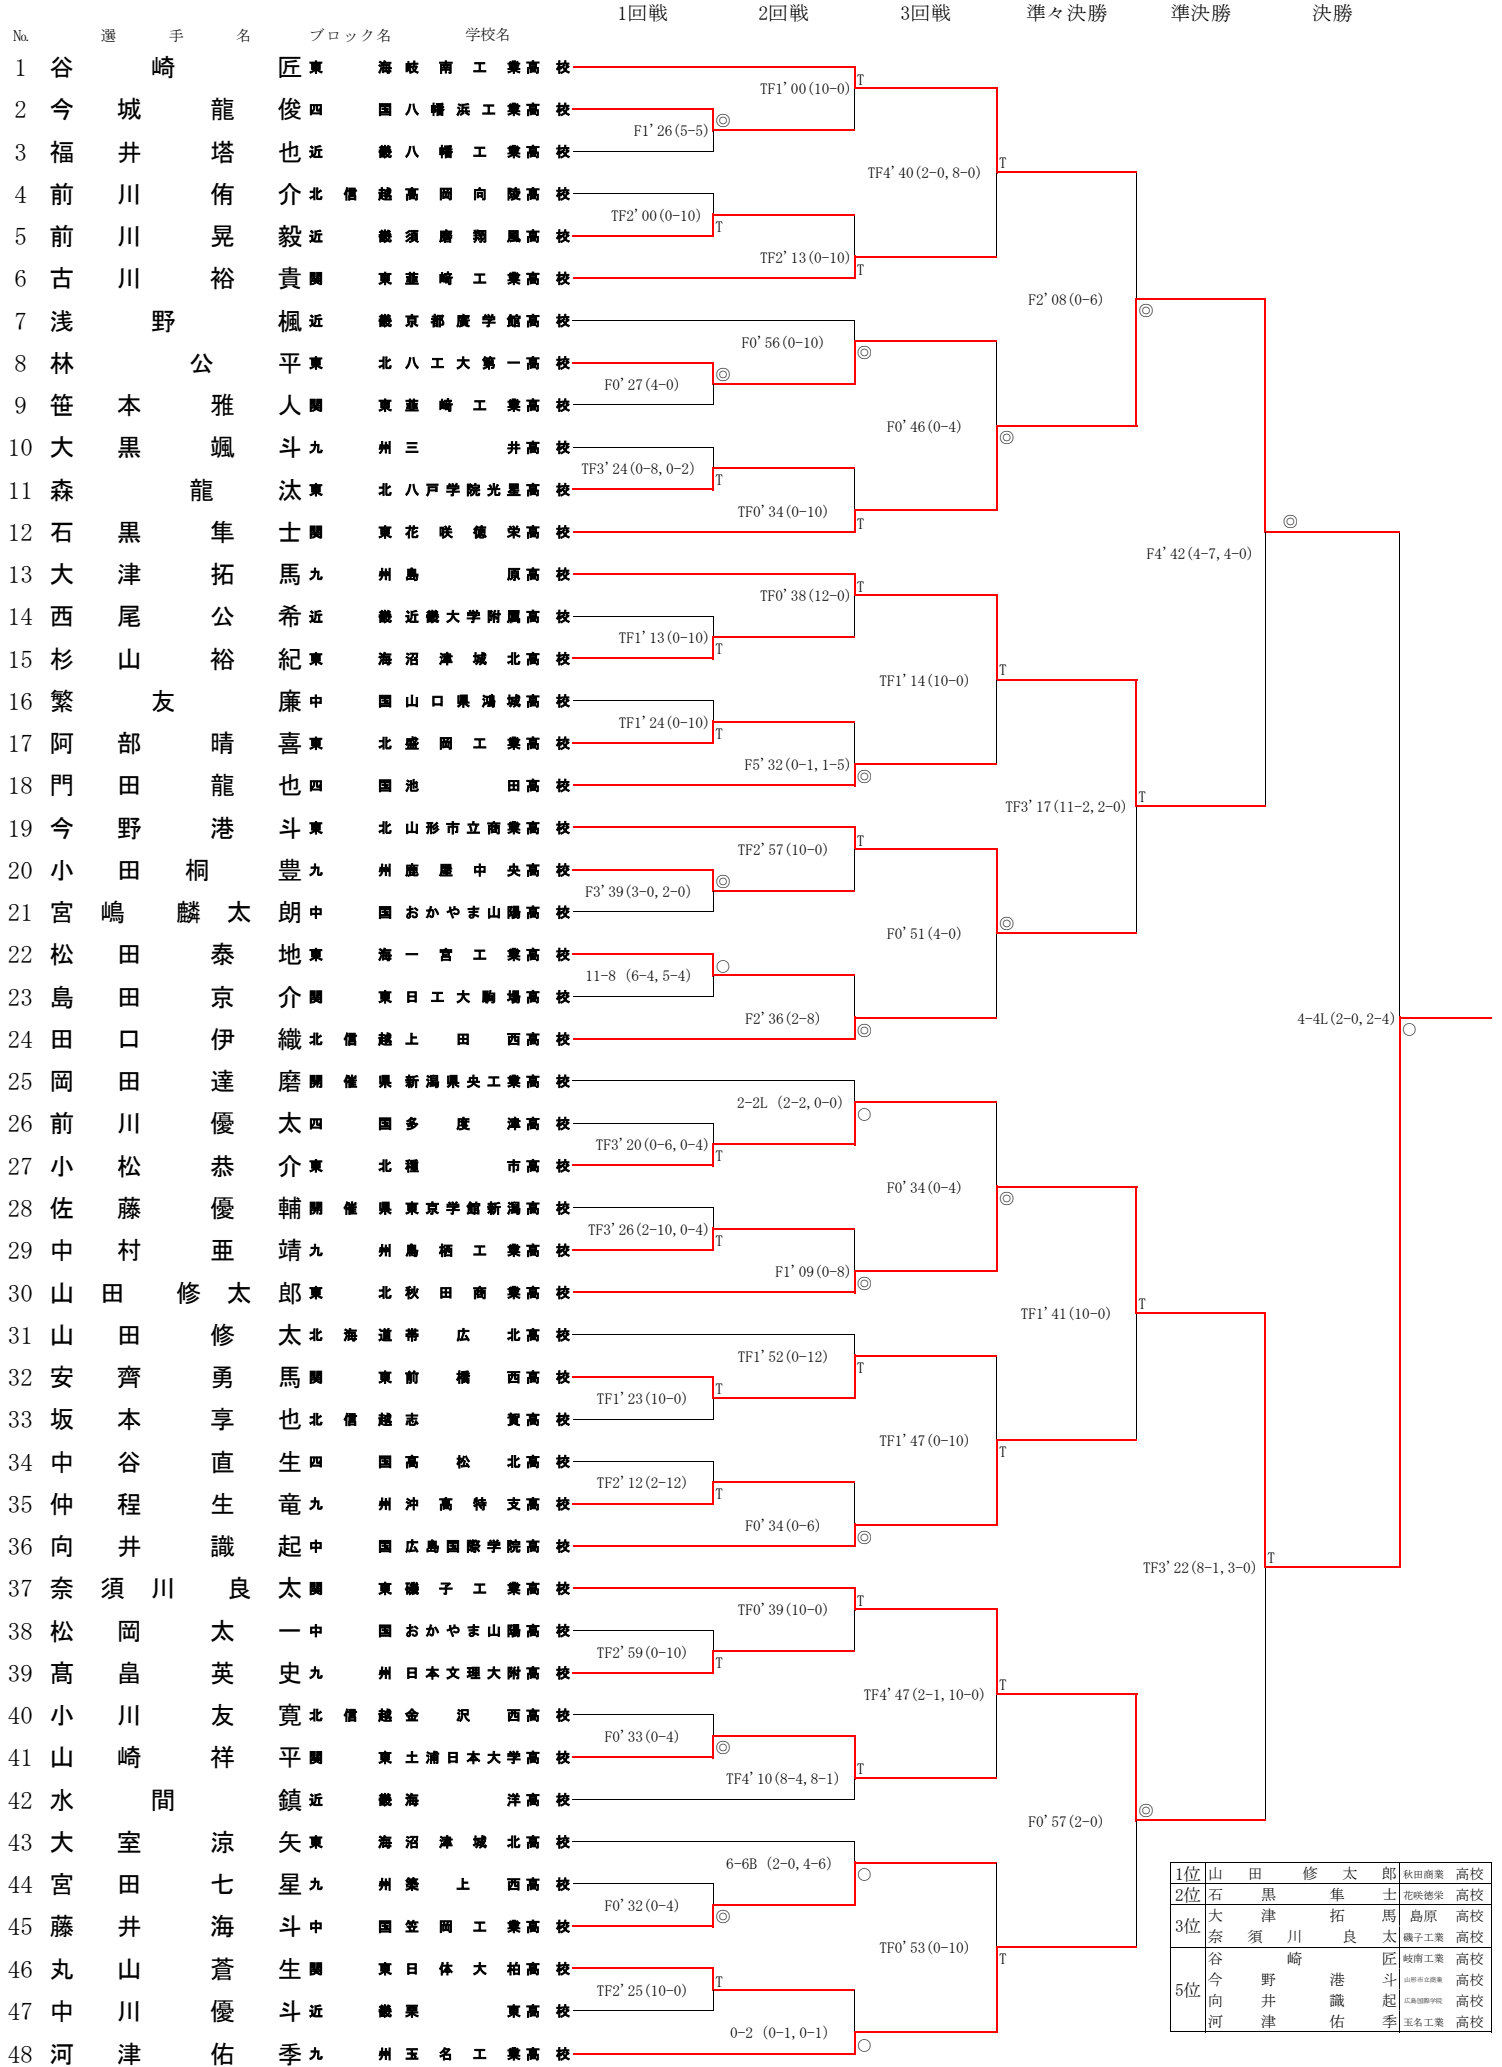 1回戦 2回戦 3回戦 準々決勝 準決勝 決勝
№ 選手名 ブロック名 学校名
1 谷崎匠 東海 岐南工業高校
2 今城龍俊 四国 八幡浜工業高校
3 福井塔也 近畿 八幡工業高校
4 前川侑介 北信越 高岡向陵高校
5 前川晃毅 近畿 須磨翔風高校
6 古川裕貴 関東 韮崎工業高校
7 浅野楓 近畿 京都廣学館高校
8 林公平 東北 八工大第一高校
9 笹本雅人 関東 韮崎工業高校
10 大黒颯斗 九州 三井高校
11 森龍汰 東北 八戸学院光星高校
12 石黒隼士 関東 花咲徳栄高校
13 大津拓馬 九州 島原高校
14 西尾公希 近畿 近畿大学附属高校
15 杉山裕紀 東海 沼津城北高校
16 繁友廉 中国 山口県鴻城高校
17 阿部晴喜 東北 盛岡工業高校
18 門田龍也 四国 池田高校
19 今野港斗 東北 山形市立商業高校
20 小田桐豊 九州 鹿屋中央高校
21 宮嶋麟太朗 中国 おかやま山陽高校
22 松田泰地 東海 一宮工業高校
23 島田京介 関東 日工大駒場高校
24 田口伊織 北信越 上田西高校
25 岡田達磨 開催県 新潟県央工業高校
26 前川優太 四国 多度津高校
27 小松恭介 東北 種市高校
28 佐藤優輔 開催県 東京学館新潟高校
29 中村亜靖 九州 鳥栖工業高校
30 山田修太郎 東北 秋田商業高校
31 山田修太 北海道 帯広北高校
32 安齊勇馬 関東 前橋西高校
33 坂本享也 北信越 志賀高校
34 中谷直生 四国 高松北高校
35 仲程生竜 九州 沖高特支高校
36 向井識起 中国 広島国際学院高校
37 奈須川良太 関東 磯子工業高校
38 松岡太一 中国 おかやま山陽高校
39 髙畠英史 九州 日本文理大附高校
40 小川友寛 北信越 金沢西高校
41 山崎祥平 関東 土浦日本大学高校
42 水間鎮 近畿 海洋高校
43 大室涼矢 東海 沼津城北高校
44 宮田七星 九州 築上西高校
45 藤井海斗 中国 笠岡工業高校
46 丸山蒼生 関東 日体大柏高校
47 中川優斗 近畿 栗東高校
48 河津佑季 九州 玉名工業高校
F1'26(5-5) ◎
TF2'00(0-10) T
F0'27(4-0) ◎
TF3'24(0-8,0-2) T
TF1'13(0-10) T
TF1'24(0-10) T
F3'39(3-0,2-0) ◎
11-8 (6-4,5-4) ○
TF3'20(0-6,0-4) T
TF3'26(2-10,0-4) T
TF1'23(10-0) T
TF2'12(2-12) T
TF2'59(0-10) T
F0'33(0-4) ◎
F0'32(0-4) ◎
TF2'25(10-0) T
TF1'00(10-0) T
TF2'13(0-10) T
F0'56(0-10) ◎
TF0'34(0-10) T
TF0'38(12-0) T
F5'32(0-1,1-5) ◎
TF2'57(10-0) T
F2'36(2-8) ◎
2-2L (2-2,0-0) ○
F1'09(0-8) ◎
TF1'52(0-12) T
F0'34(0-6) ◎
TF0'39(10-0) T
TF4'10(8-4,8-1) T
6-6B (2-0,4-6) ○
0-2 (0-1,0-1) ○
TF4'40(2-0,8-0) T
F0'46(0-4) ◎
TF1'14(10-0) T
F0'51(4-0) ◎
F0'34(0-4) ◎
TF1'47(0-10) T
TF4'47(2-1,10-0) T
TF0'53(0-10) T
F2'08(0-6) ◎
TF3'17(11-2,2-0) T
TF1'41(10-0) T
F0'57(2-0) ◎
F4'42(4-7,4-0) ◎
TF3'22(8-1,3-0) T
4-4L(2-0,2-4) ○
1位 山田修太郎 秋田商業 高校
2位 石黒隼士 花咲徳栄 高校
3位 大津拓馬 島原 高校
奈須川良太 磯子工業 高校
5位 谷崎匠 岐南工業 高校
今野港斗 山形市立商業 高校
向井識起 広島国際学院 高校
河津佑季 玉名工業 高校